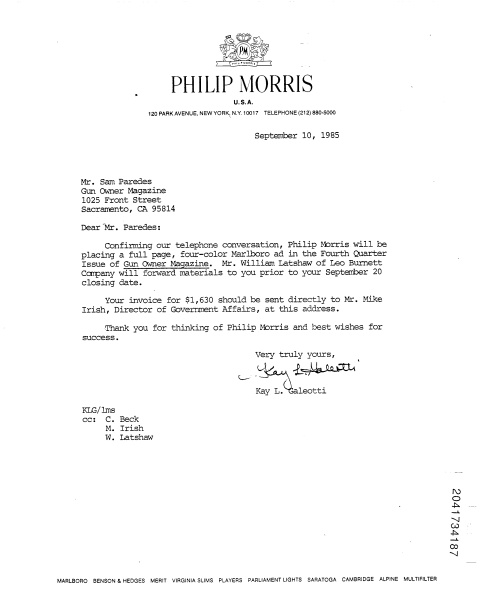 PM
PHILIP MORRIS
U.S.A.
120 PARK AVENUE, NEW YORK, N.Y. 10017 TELEPHONE (212) 880-5000
September 10, 1985
Mr. Sam Paredes
Gun Owner Magazine
1025 Front Street
Sacramento, CA 95814
Dear Mr. Paredes:
Confirming our telephone conversation, Philip Morris will be
placing a full page, four-color Marlboro ad in the Fourth Quarter
Issue of Gun Owner Magazine. Mr. William Latshaw of Leo Burnett
Company will forward materials to you prior to your September 20
closing date.
Your invoice for $1,630 should be sent directly to Mr. Mike
Irish, Director of Government Affairs, at this address.
Thank you for thinking of Philip Morris and best wishes for
success.
Very truly yours,
Kay L. Galeotti
Kay L. Galeotti
KLG/lms
cc: C. Beck
M. Irish
W. Latshaw
2041734187
MARLBORO BENSON & HEDGES MERIT VIRGINIA SLIMS PLAYERS PARLIAMENT LIGHTS SARATOGA CAMBRIDGE ALPINE MULTIFILTER